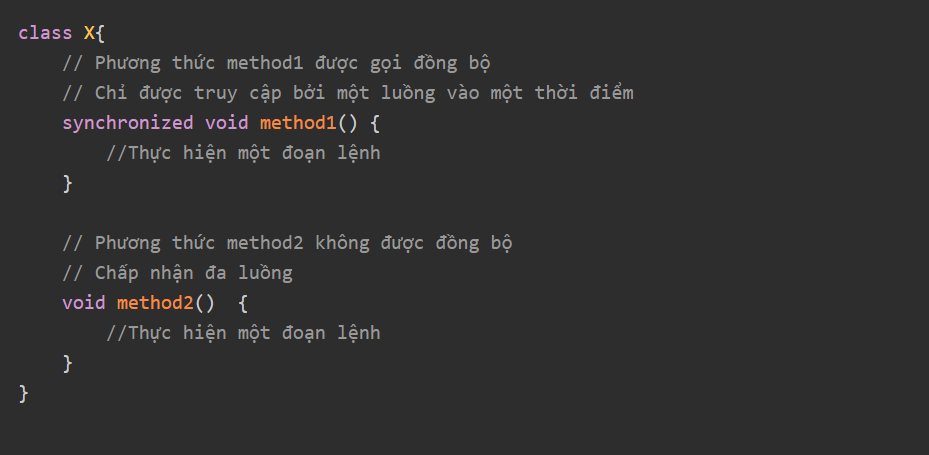 class X{
    // Phương thức method1 được gọi đồng bộ
    // Chỉ được truy cập bởi một luồng vào một thời điểm
    synchronized void method1() {
        //Thực hiện một đoạn lệnh
    }

    // Phương thức method2 không được đồng bộ
    // Chấp nhận đa luồng
    void method2()  {
        //Thực hiện một đoạn lệnh
    }
}